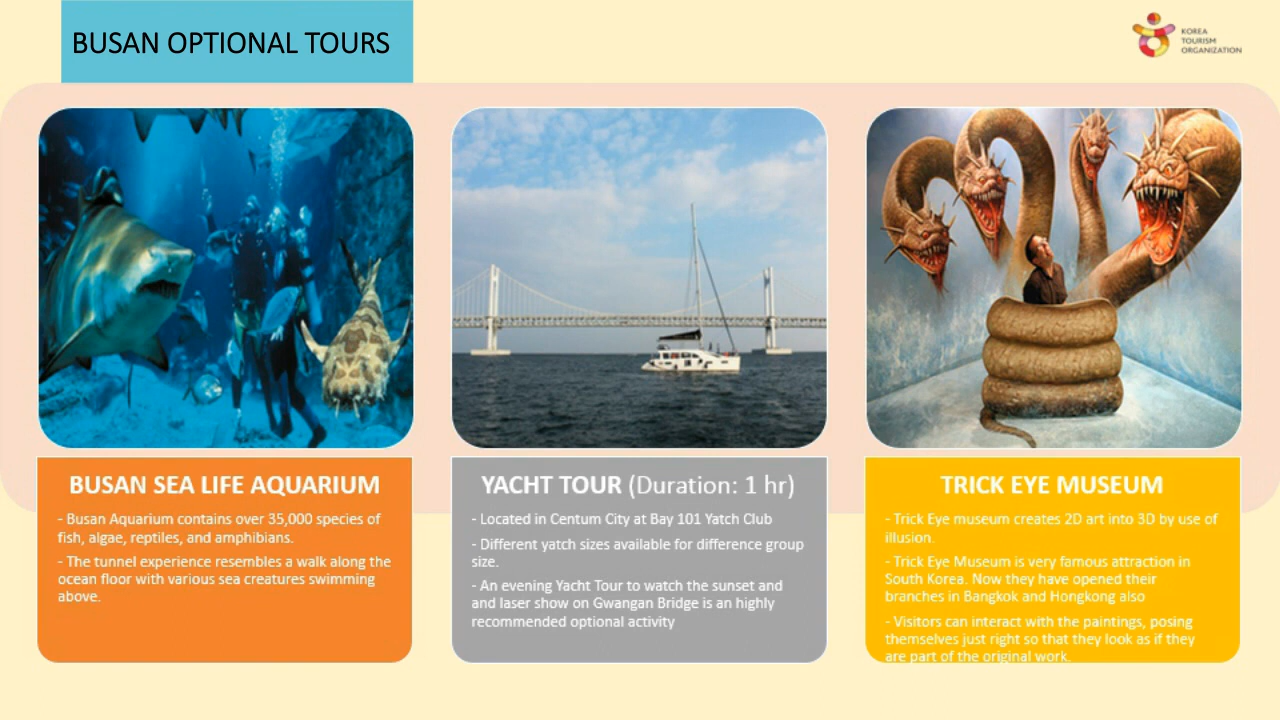 BUSAN OPTIONAL TOURS
KOREA
TOURISM
ORGANIZATION
BUSAN SEA LIFE AQUARIUM
- Busan Aquarium contains over 35,000 species of
fish, algae, reptiles, and amphibians.
- The tunnel experience resembles a walk along the
ocean floor with various sea creatures swimming
above.
YACHT TOUR (Duration: 1 hr)
- Located in Centum City at Bay 101 Yatch Club
- Different yatch sizes available for difference group
size.
- An evening Yacht Tour to watch the sunset and
and laser show on Gwangan Bridge is an highly
recommended optional activity
TRICK EYE MUSEUM
- Trick Eye museum creates 2D art into 3D by use of
illusion.
- Trick Eye Museum is very famous attraction in
South Korea. Now they have opened their
branches in Bangkok and Hongkong also
- Visitors can interact with the paintings, posing
themselves just right so that they look as if they
are part of the original work.